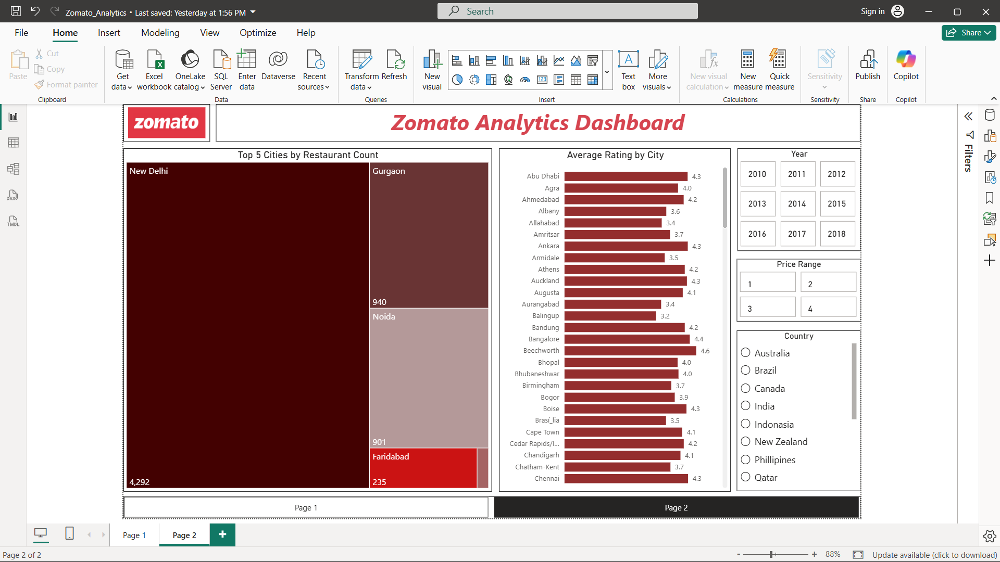 Zomato_Analytics • Last saved: Yesterday at 1:56 PM
Search
Sign in
File
Home
Insert
Modeling
View
Optimize
Help
Share
Paste
Cut
Copy
Format painter
Clipboard
Get data
Excel workbook
OneLake catalog
SQL Server
Enter data
Dataverse
Recent sources
Data
Transform data
Refresh
Queries
New visual
123
Text box
More visuals
Insert
New visual calculation
New measure
Quick measure
Calculations
Sensitivity
Sensitivity
Publish
Share
Copilot
Copilot
DAX
TMDL
zomato
Zomato Analytics Dashboard
Top 5 Cities by Restaurant Count
New Delhi
4,292
Gurgaon
940
Noida
901
Faridabad
235
Average Rating by City
Abu Dhabi 4.3
Agra 4.0
Ahmedabad 4.2
Albany 3.6
Allahabad 3.4
Amritsar 3.7
Ankara 4.3
Armidale 3.5
Athens 4.2
Auckland 4.3
Augusta 4.1
Aurangabad 3.4
Balingup 3.2
Bandung 4.2
Bangalore 4.4
Beechworth 4.6
Bhopal 4.0
Bhubaneshwar 4.0
Birmingham 3.7
Bogor 3.9
Boise 4.3
Brasí_lia 3.5
Cape Town 4.1
Cedar Rapids/I... 4.2
Chandigarh 4.1
Chatham-Kent 3.7
Chennai 4.3
Year
2010 2011 2012
2013 2014 2015
2016 2017 2018
Price Range
1 2
3 4
Country
Australia
Brazil
Canada
India
Indonasia
New Zealand
Phillipines
Qatar
Filters
Page 1
Page 2
Page 1
Page 2
Page 2 of 2
- + 88%
Update available (click to download)